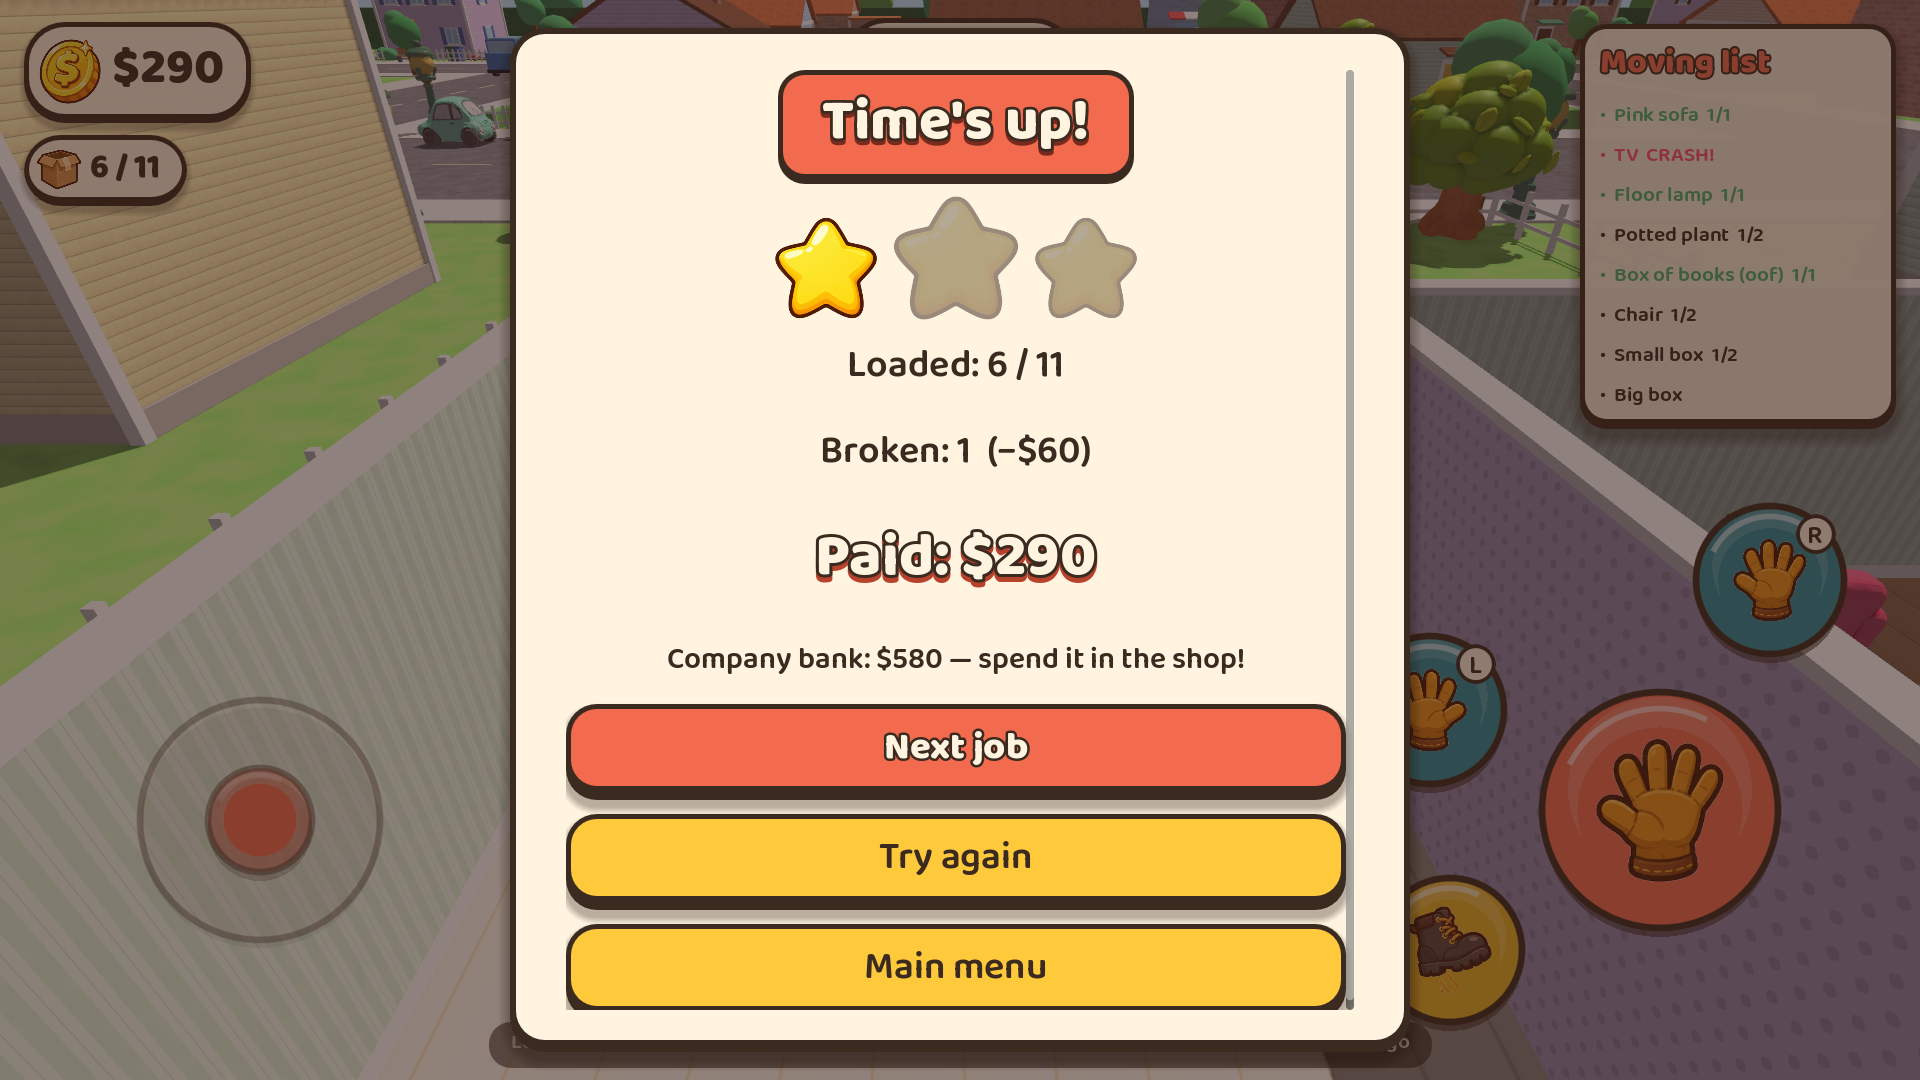 $290
6 / 11
Time's up!
Loaded: 6 / 11
Broken: 1 (−$60)
Paid: $290
Company bank: $580 — spend it in the shop!
Next job
Try again
Main menu
Moving list
• Pink sofa 1/1
• TV CRASH!
• Floor lamp 1/1
• Potted plant 1/2
• Box of books (oof) 1/1
• Chair 1/2
• Small box 1/2
• Big box
R
L